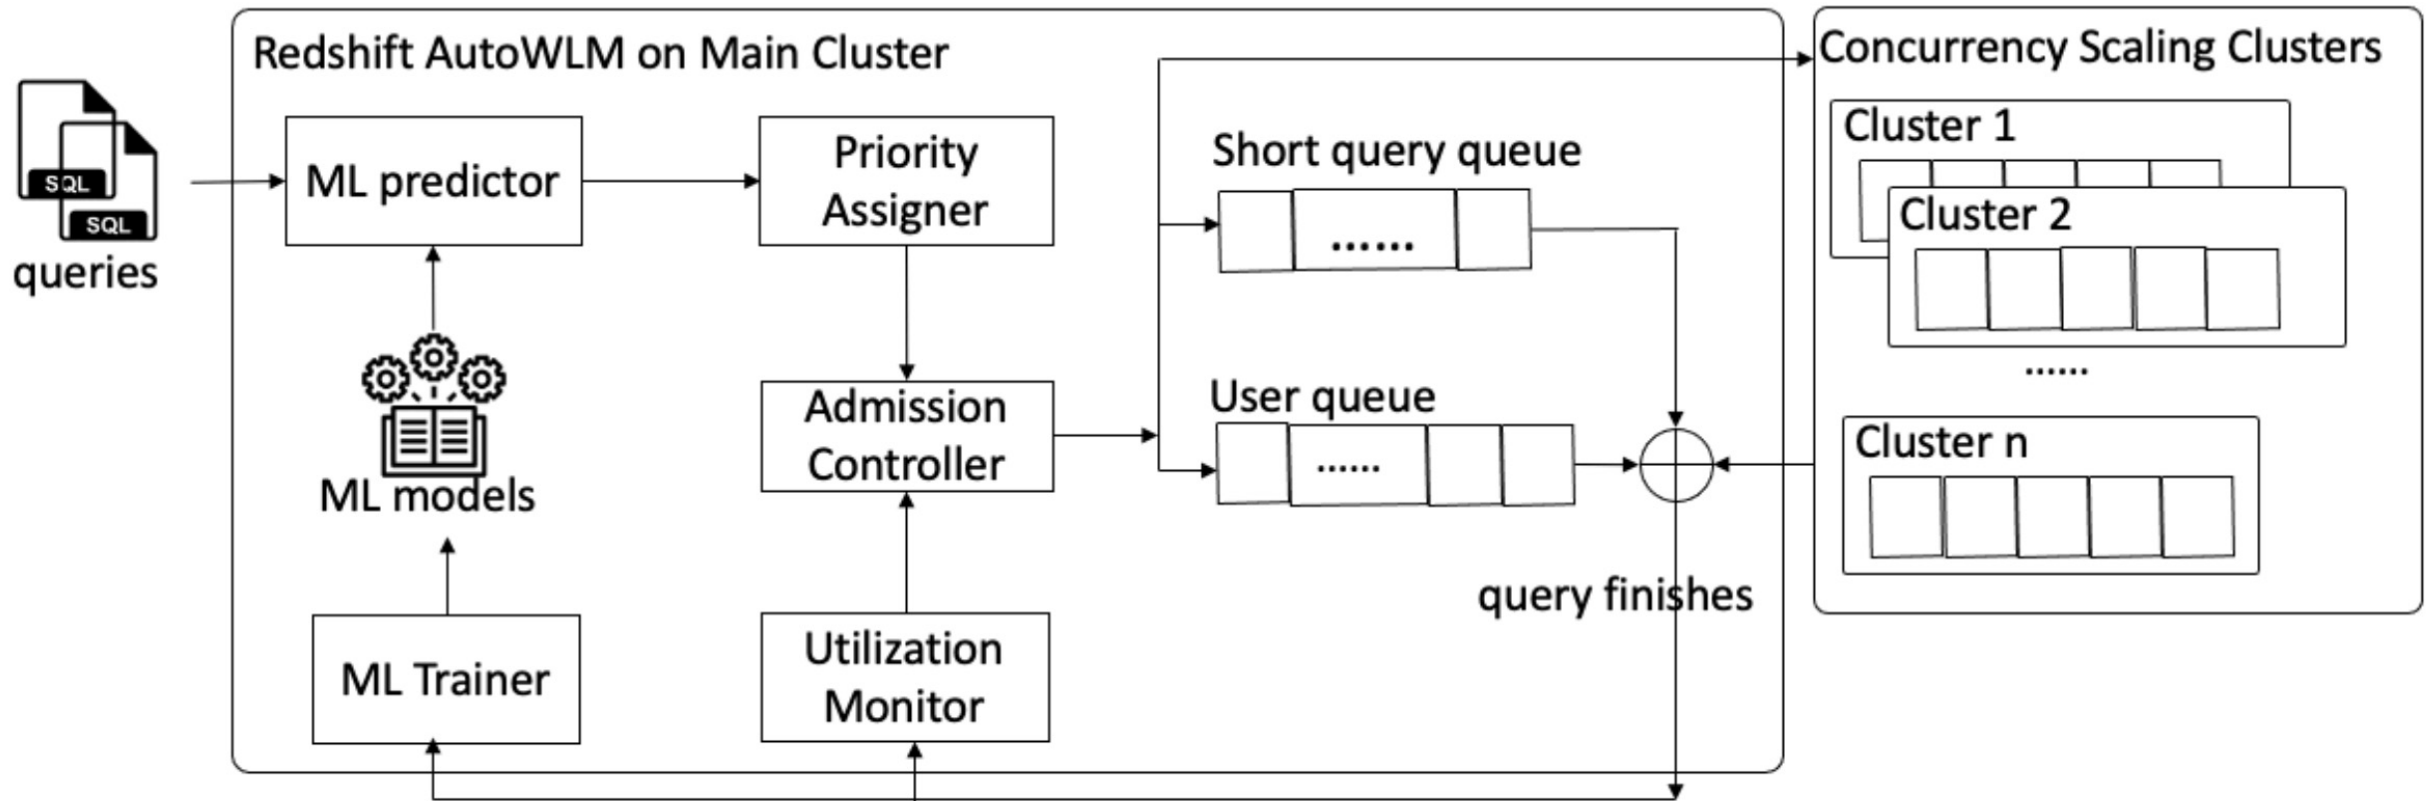 Redshift AutoWLM on Main Cluster
SQL
SQL
queries
ML predictor
Priority
Assigner
ML models
Admission
Controller
ML Trainer
Utilization
Monitor
Short query queue
......
User queue
......
query finishes
Concurrency Scaling Clusters
Cluster 1
Cluster 2
......
Cluster n